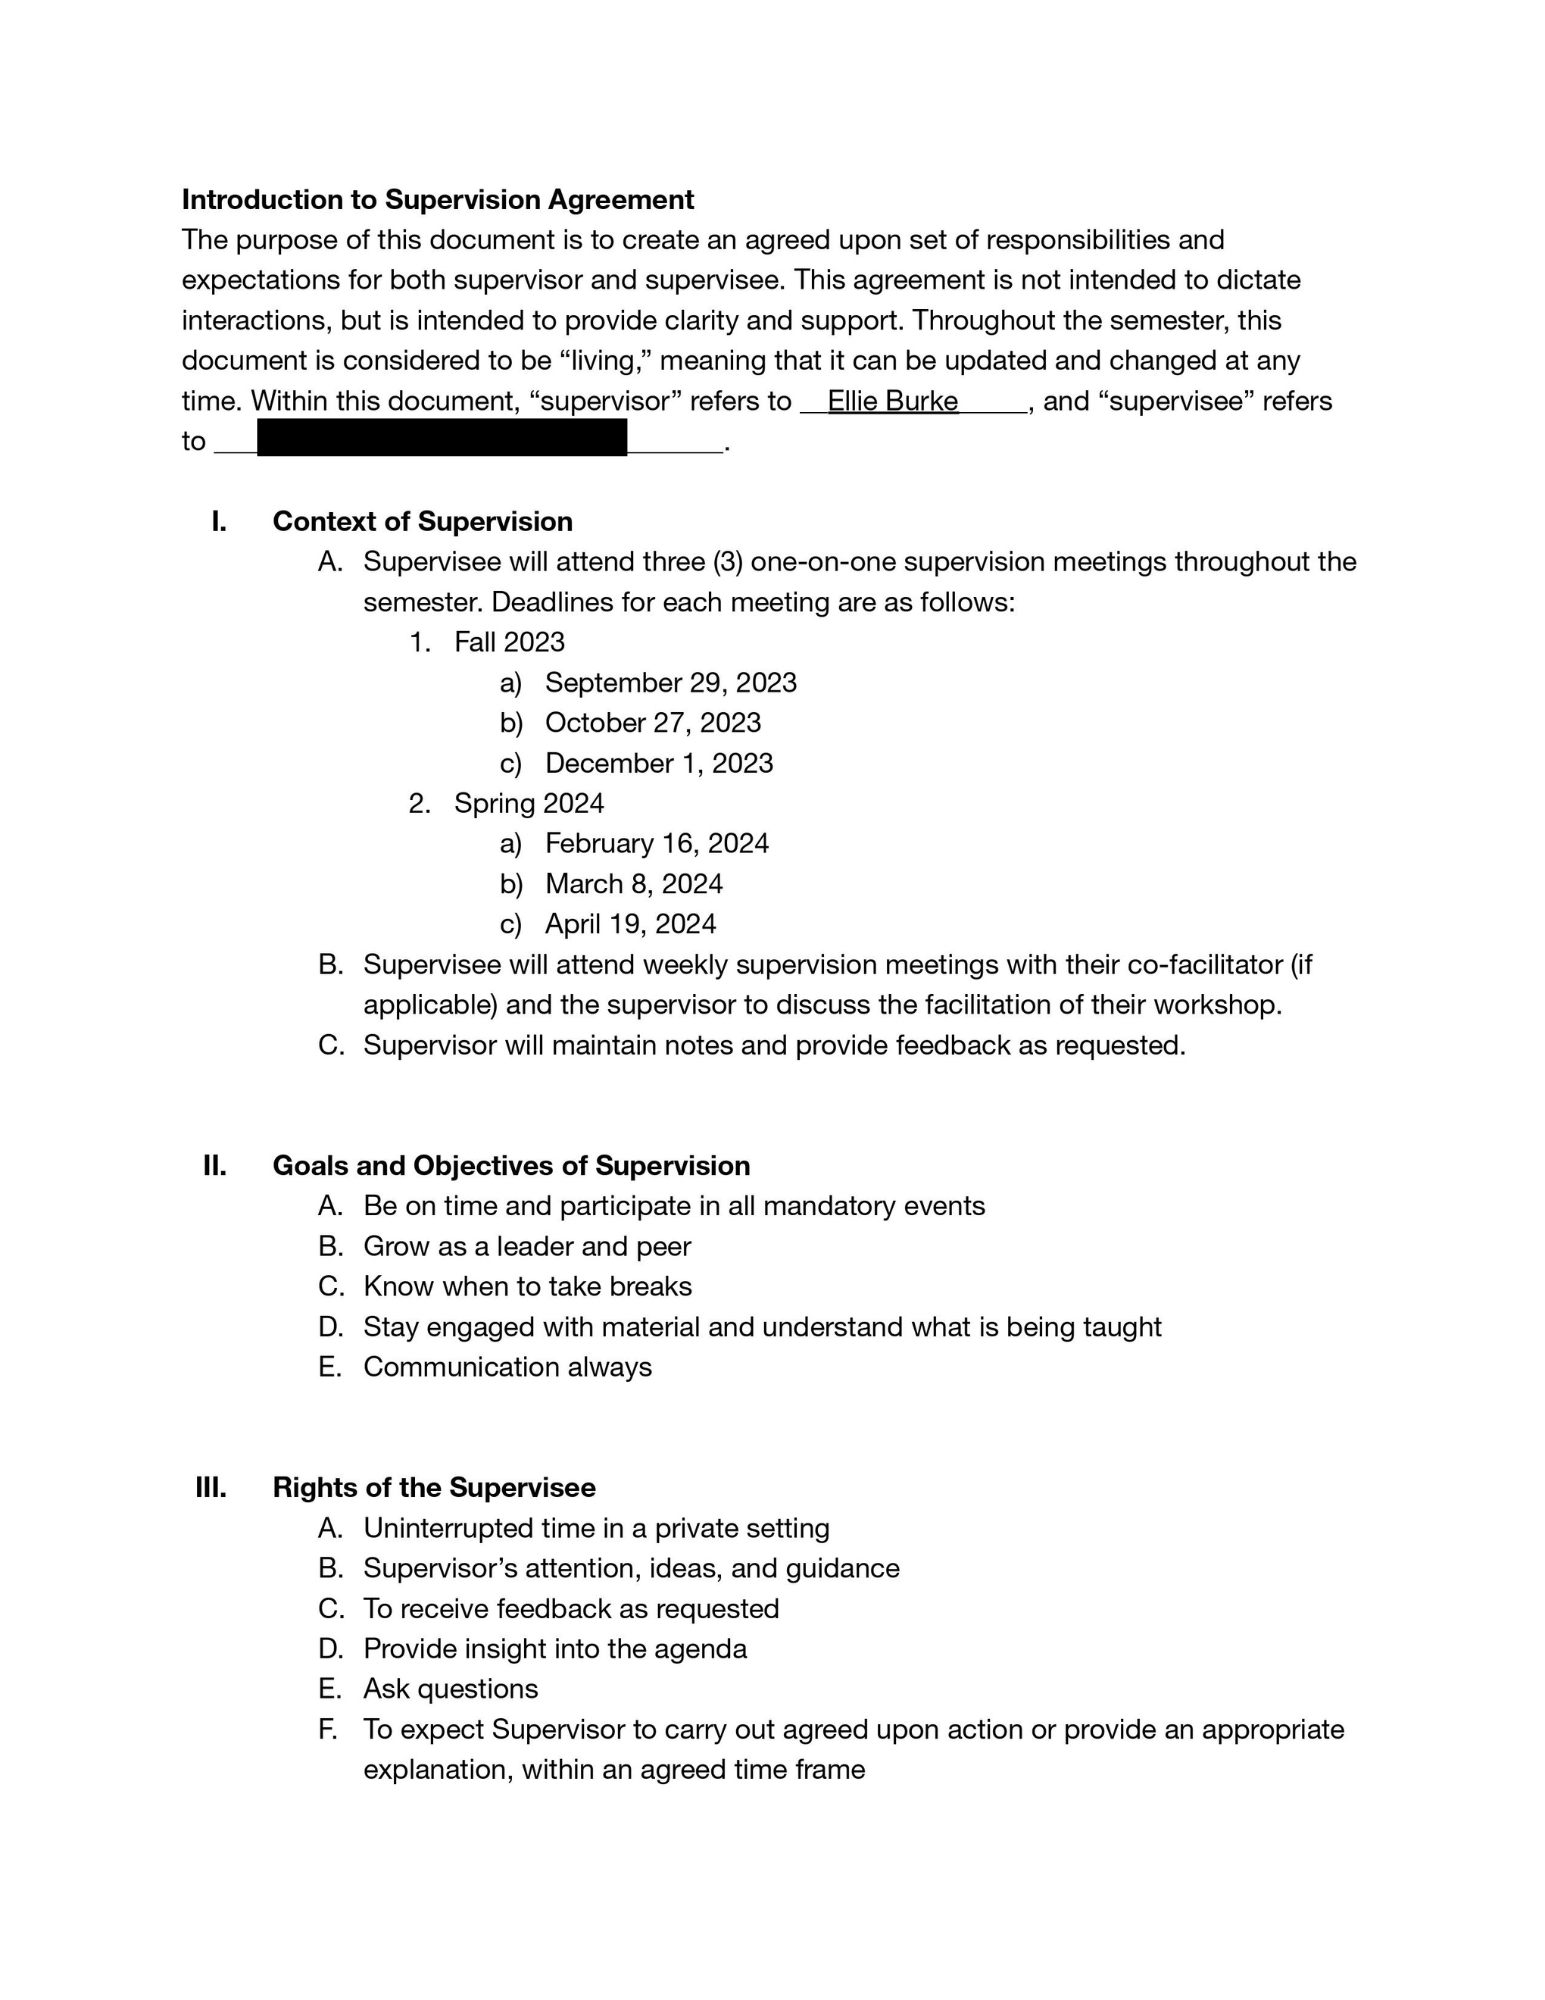 Introduction to Supervision Agreement
The purpose of this document is to create an agreed upon set of responsibilities and
expectations for both supervisor and supervisee. This agreement is not intended to dictate
interactions, but is intended to provide clarity and support. Throughout the semester, this
document is considered to be “living,” meaning that it can be updated and changed at any
time. Within this document, “supervisor” refers to __Ellie Burke_____, and “supervisee” refers
to ___ _______.
I. Context of Supervision
A. Supervisee will attend three (3) one-on-one supervision meetings throughout the
semester. Deadlines for each meeting are as follows:
1. Fall 2023
a) September 29, 2023
b) October 27, 2023
c) December 1, 2023
2. Spring 2024
a) February 16, 2024
b) March 8, 2024
c) April 19, 2024
B. Supervisee will attend weekly supervision meetings with their co-facilitator (if
applicable) and the supervisor to discuss the facilitation of their workshop.
C. Supervisor will maintain notes and provide feedback as requested.
II. Goals and Objectives of Supervision
A. Be on time and participate in all mandatory events
B. Grow as a leader and peer
C. Know when to take breaks
D. Stay engaged with material and understand what is being taught
E. Communication always
III. Rights of the Supervisee
A. Uninterrupted time in a private setting
B. Supervisor’s attention, ideas, and guidance
C. To receive feedback as requested
D. Provide insight into the agenda
E. Ask questions
F. To expect Supervisor to carry out agreed upon action or provide an appropriate
explanation, within an agreed time frame